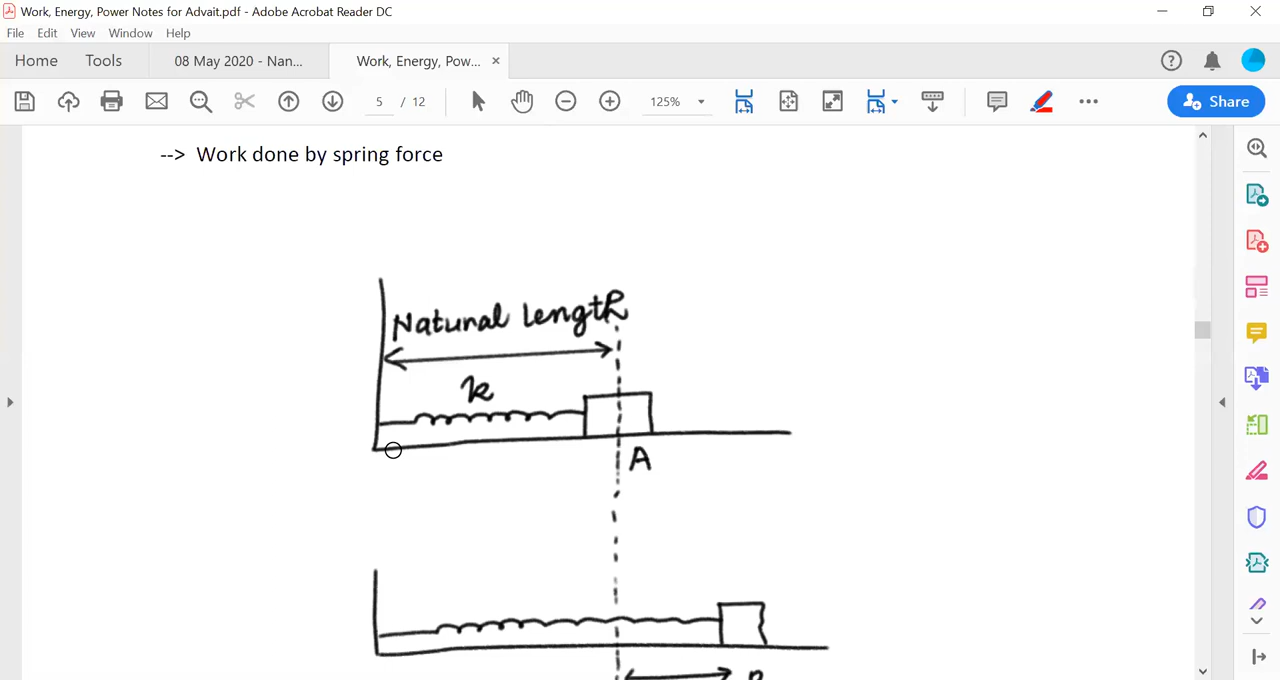 Work, Energy, Power Notes for Advait.pdf - Adobe Acrobat Reader DC
File Edit View Window Help
Home Tools 08 May 2020 - Nan... Work, Energy, Pow... ×
5 / 12 125% Share
--> Work done by spring force
Natural length
k
A